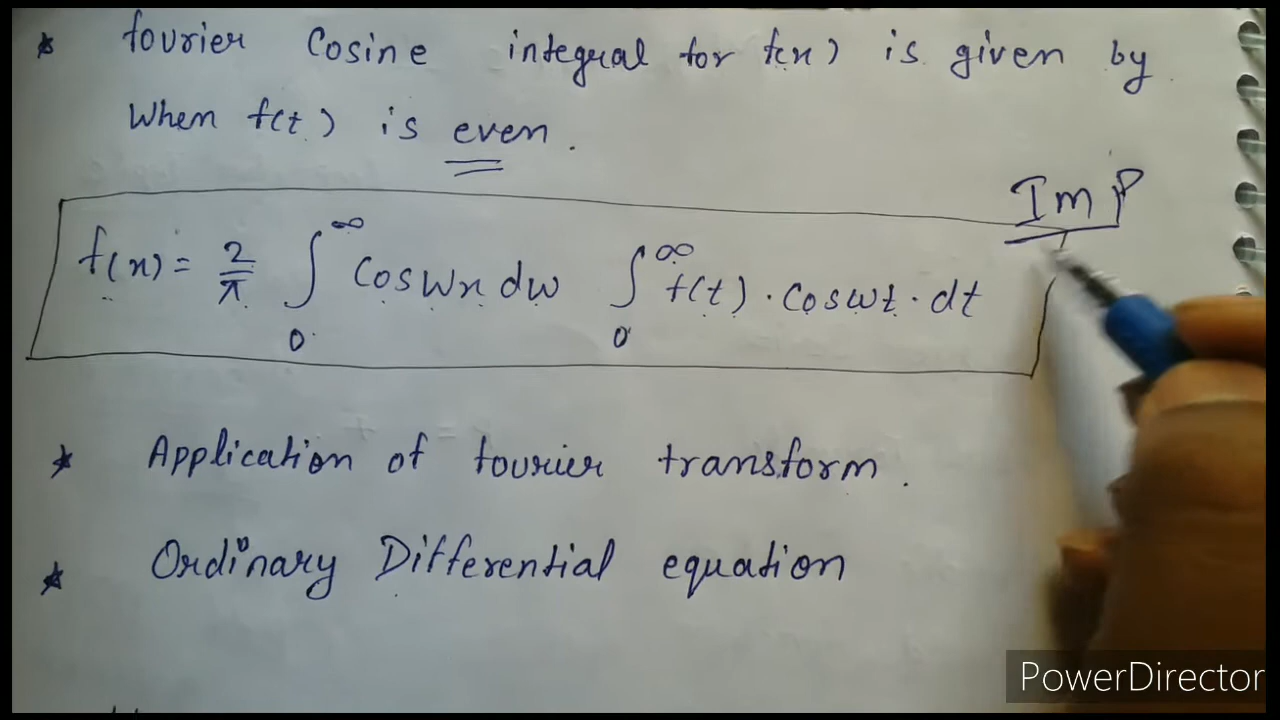 * fourier Cosine integral for f(x) is given by
When f(t) is even.
Imp
f(x) = 2/π ∫₀^∞ cos wx dw ∫₀^∞ f(t) . cos wt . dt
* Application of fourier transform.
* Ordinary Differential equation
PowerDirector